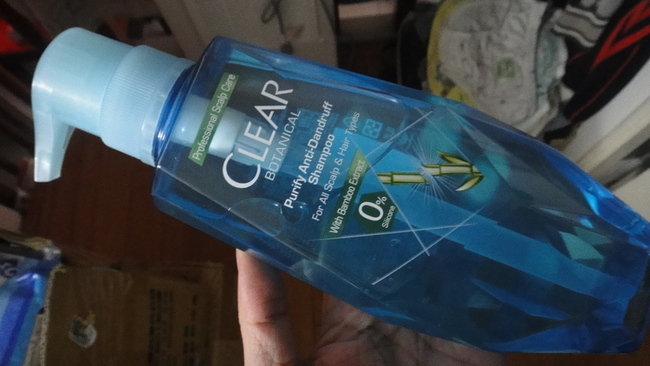 Professional Scalp Care
CLEAR
BOTANICAL
Purify Anti-Dandruff
Shampoo
For All Scalp & Hair Types
With Bamboo Extract
0%
Silicone